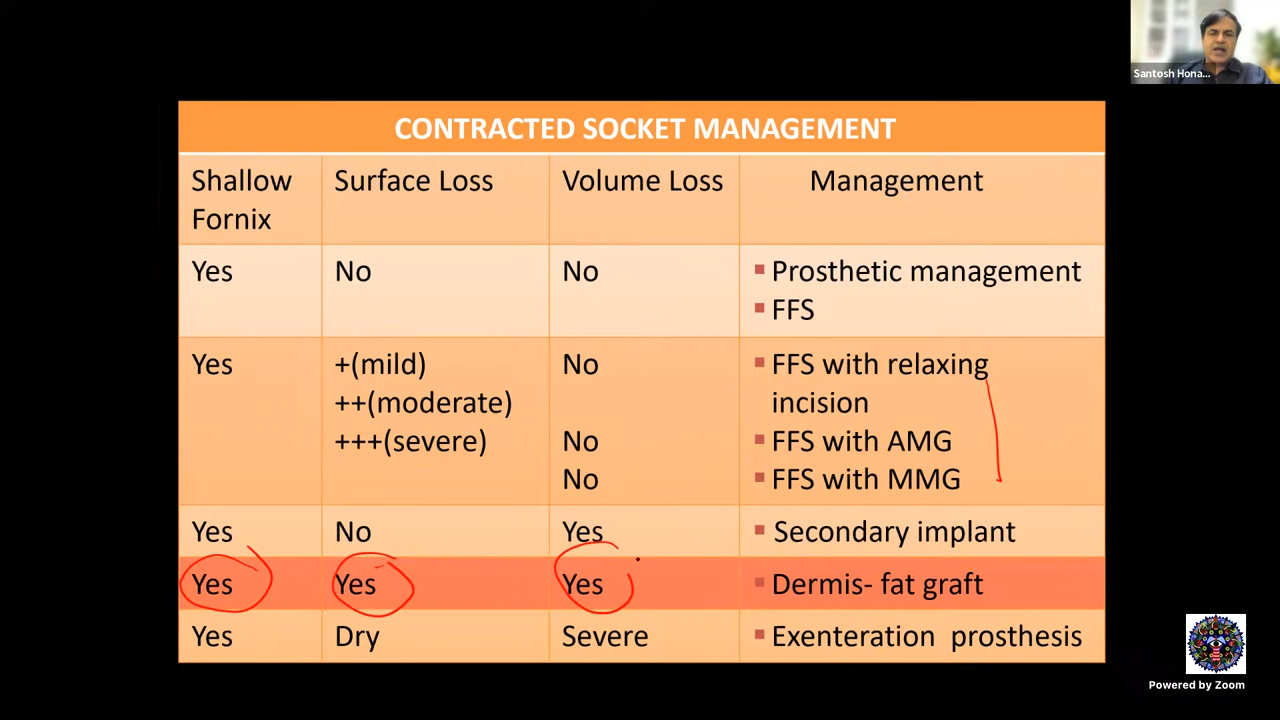 Santosh Hona...
CONTRACTED SOCKET MANAGEMENT
Shallow Fornix Surface Loss Volume Loss Management
Yes No No ▪ Prosthetic management
▪ FFS
Yes +(mild) No ▪ FFS with relaxing
++(moderate) incision
+++(severe) No ▪ FFS with AMG
No ▪ FFS with MMG
Yes No Yes ▪ Secondary implant
Yes Yes Yes ▪ Dermis- fat graft
Yes Dry Severe ▪ Exenteration prosthesis
Powered by Zoom